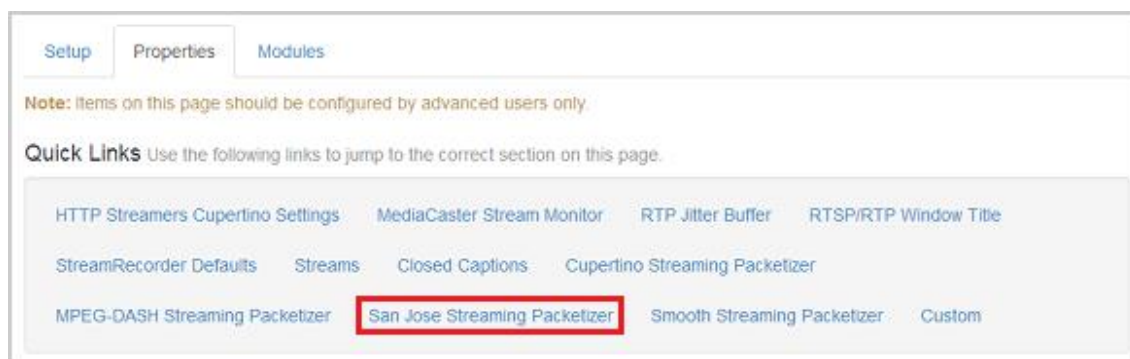 Setup Properties Modules
Note: Items on this page should be configured by advanced users only.
Quick Links Use the following links to jump to the correct section on this page.
HTTP Streamers Cupertino Settings MediaCaster Stream Monitor RTP Jitter Buffer RTSP/RTP Window Title
StreamRecorder Defaults Streams Closed Captions Cupertino Streaming Packetizer
MPEG-DASH Streaming Packetizer San Jose Streaming Packetizer Smooth Streaming Packetizer Custom